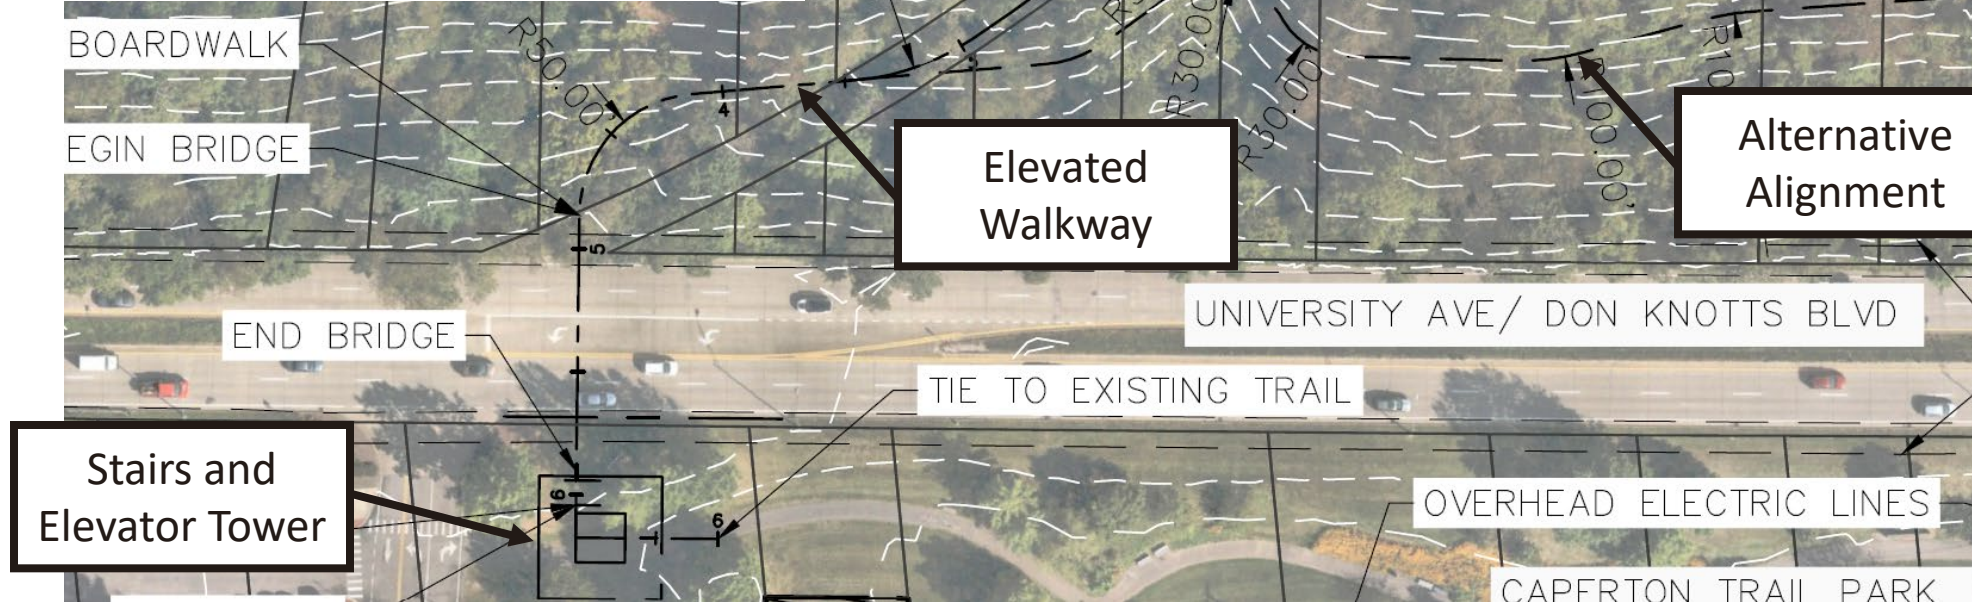 BOARDWALK
R50.00'
4
R30.00'
R30.00'
R10
100.00'
Alternative
Alignment
EGIN BRIDGE
Elevated
Walkway
5
UNIVERSITY AVE/ DON KNOTTS BLVD
END BRIDGE
TIE TO EXISTING TRAIL
Stairs and
Elevator Tower
6
6
OVERHEAD ELECTRIC LINES
CAPERTON TRAIL PARK